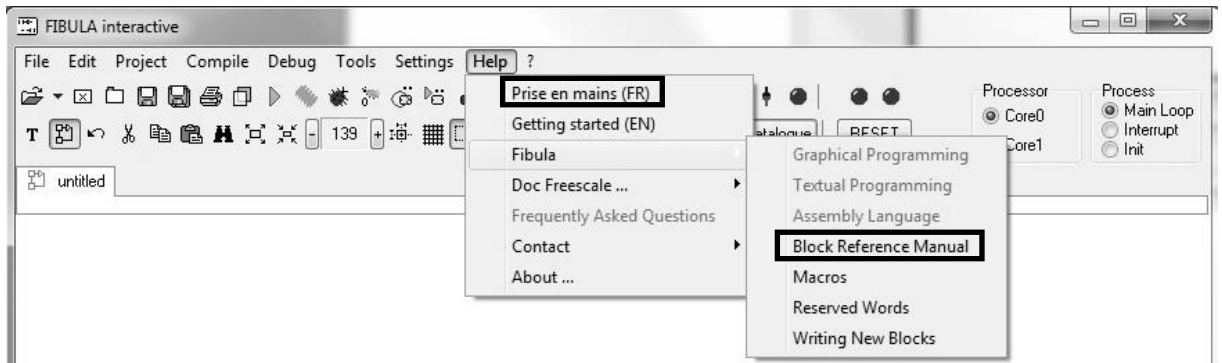 FIBULA interactive
File Edit Project Compile Debug Tools Settings Help ?
Prise en mains (FR)
Getting started (EN)
Fibula
Doc Freescale ...
Frequently Asked Questions
Contact
About ...
Graphical Programming
Textual Programming
Assembly Language
Block Reference Manual
Macros
Reserved Words
Writing New Blocks
T 139
RESET
Processor
Core0
Core1
Process
Main Loop
Interrupt
Init
untitled